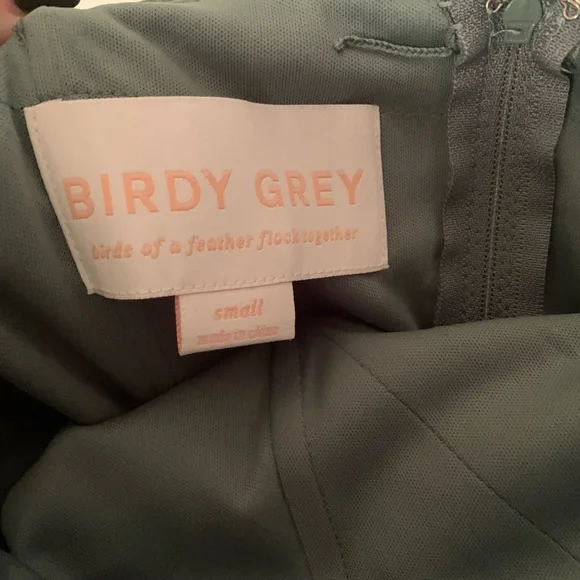 BIRDY GREY
birds of a feather flock together
small
made in china